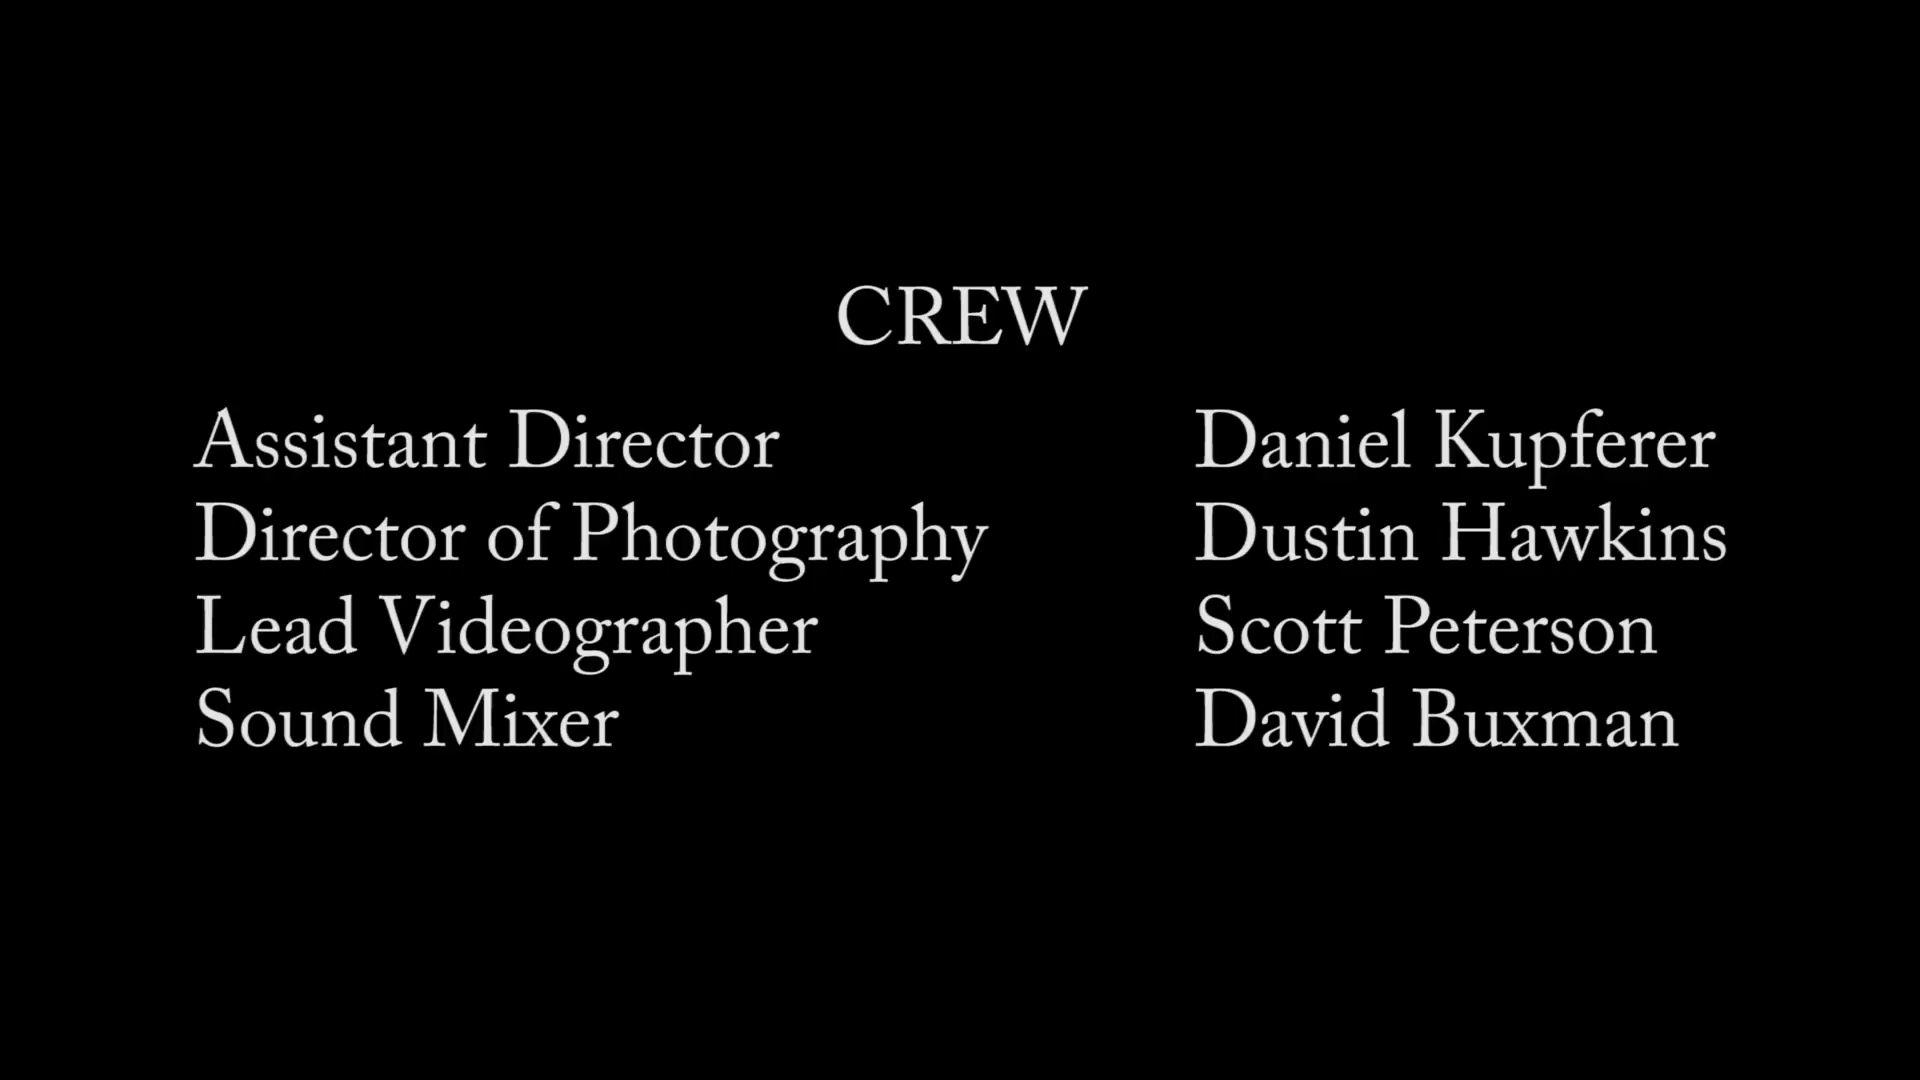 CREW
Assistant Director Daniel Kupferer
Director of Photography Dustin Hawkins
Lead Videographer Scott Peterson
Sound Mixer David Buxman